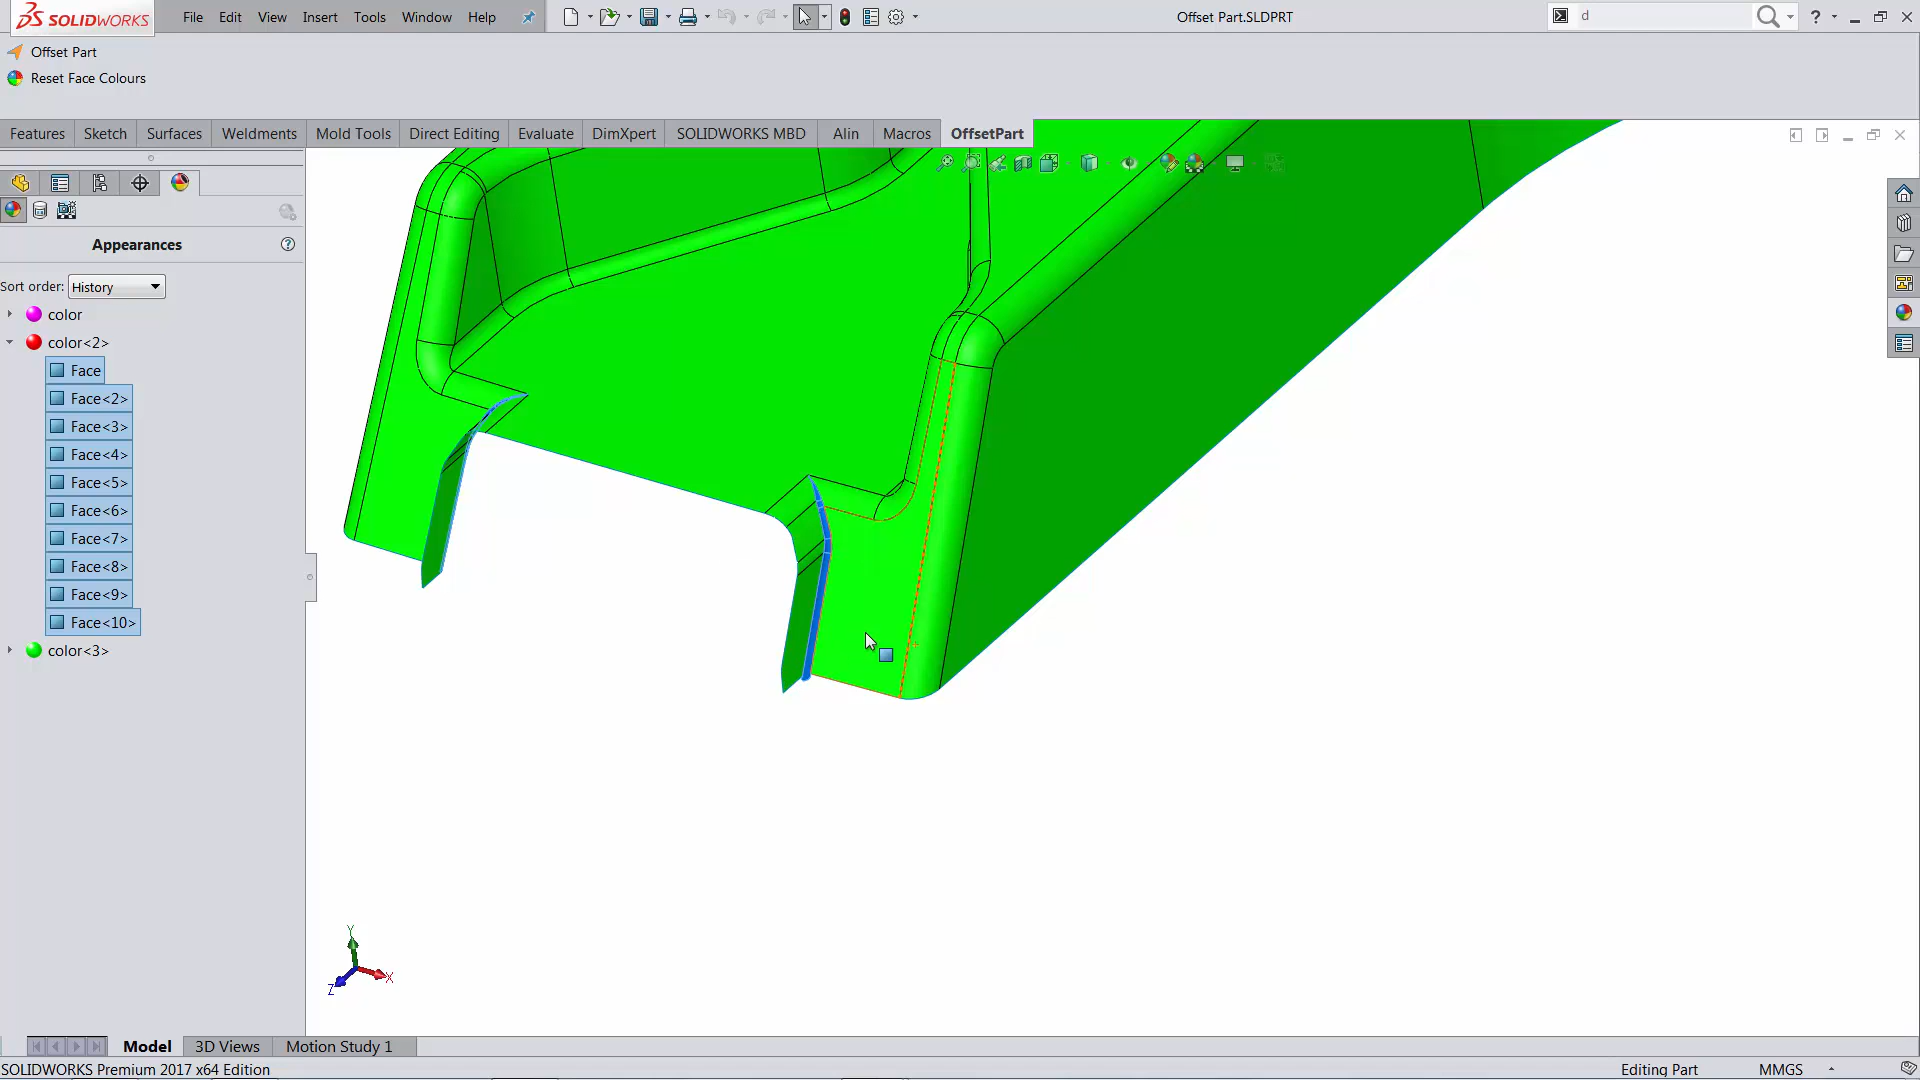 SOLIDWORKS File Edit View Insert Tools Window Help Offset Part.SLDPRT d ?
Offset Part
Reset Face Colours
Features Sketch Surfaces Weldments Mold Tools Direct Editing Evaluate DimXpert SOLIDWORKS MBD Alin Macros OffsetPart
Appearances ?
Sort order: History
color
color<2>
Face
Face<2>
Face<3>
Face<4>
Face<5>
Face<6>
Face<7>
Face<8>
Face<9>
Face<10>
color<3>
Y
X
Z
Model 3D Views Motion Study 1
SOLIDWORKS Premium 2017 x64 Edition Editing Part MMGS